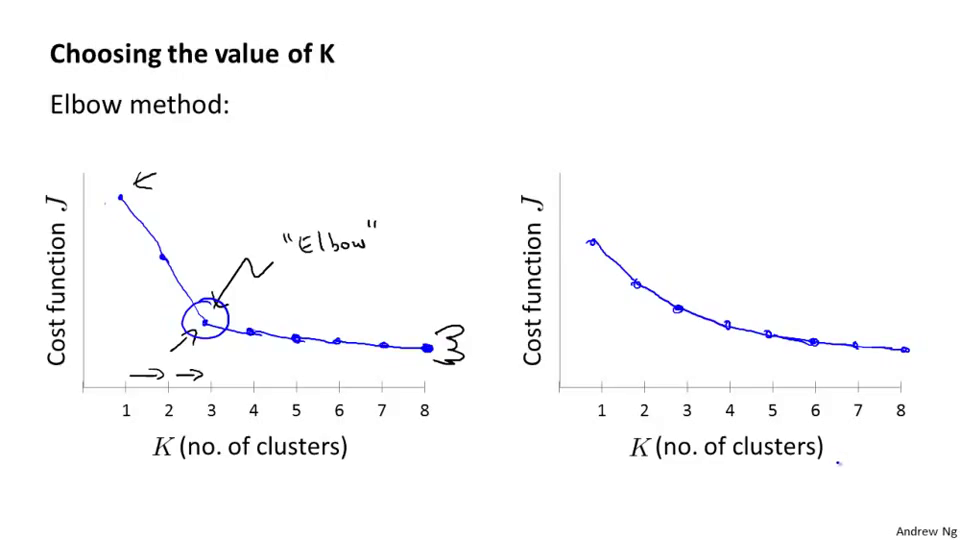 Choosing the value of K
Elbow method:
"Elbow"
Cost function J
1 2 3 4 5 6 7 8
K (no. of clusters)
Cost function J
1 2 3 4 5 6 7 8
K (no. of clusters)
Andrew Ng